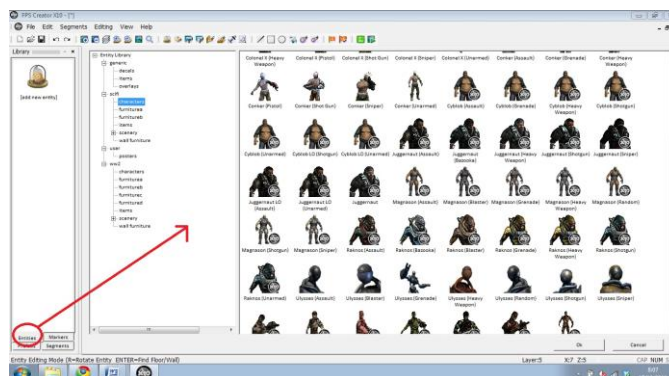 FPS Creator X10 - [*]
File Edit Segments Editing View Help
Library
[add new entity]
Entities Markers
Segments
Entity Library
generic
decals
items
overlays
scifi
characters
furniturea
furnitureb
items
scenery
wall furniture
user
posters
ww2
characters
furniturea
furnitureb
furniturec
furnitured
items
scenery
wall furniture
Colonel X (Heavy Weapon) Colonel X (Pistol) Colonel X (Shot Gun) Colonel X (Sniper) Colonel X (Unarmed) Conker (Assault) Conker (Grenada) Conker (Heavy Weapon)
Conker (Pistol) Conker (Shot Gun) Conker (Sniper) Conker (Unarmed) Cyblok (Assault) Cyblok (Grenada) Cyblok (Heavy Weapon) Cyblok (Shotgun)
Cyblok (Unarmed) Cyblok LO (Shotgun) Cyblok LO (Unarmed) Juggernaut (Assault) Juggernaut (Bazooka) Juggernaut (Heavy Weapon) Juggernaut (Shotgun) Juggernaut (Sniper)
Juggernaut LO (Assault) Juggernaut LO (Unarmed) Juggernaut Magnason (Assault) Magnason (Blaster) Magnason (Grenade) Magnason (Heavy Weapon) Magnason (Random)
Magnason (Shotgun) Magnason (Sniper) Raknos (Assault) Raknos (Bazooka) Raknos (Blaster) Raknos (Grenade) Raknos (Heavy Weapon) Raknos (Shotgun)
Raknos (Unarmed) Ulysses (Assault) Ulysses (Blaster) Ulysses (Grenade) Ulysses (Heavy Weapon) Ulysses (Random) Ulysses (Shotgun) Ulysses (Sniper)
Ok Cancel
Entity Editing Mode (R=Rotate Entity ENTER=Find Floor/Wall) Layer:5 X:7 Z:5 CAP NUM
6:07